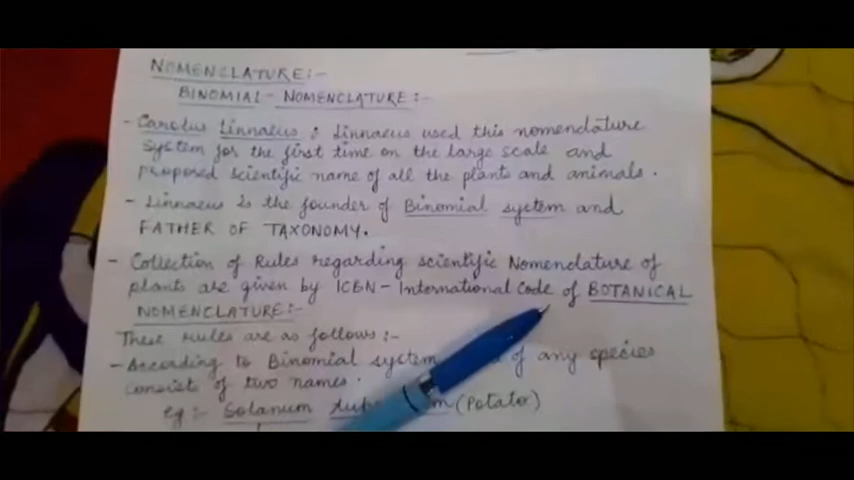 NOMENCLATURE:-
BINOMIAL - NOMENCLATURE:-
- Carolus Linnaeus : Linnaeus used this nomenclature
system for the first time on the large scale and
proposed scientific name of all the plants and animals.
- Linnaeus is the founder of Binomial system and
FATHER OF TAXONOMY.
- Collection of Rules regarding scientific Nomenclature of
plants are given by ICBN - International Code of BOTANICAL
NOMENCLATURE:-
These rules are as follows:-
- According to Binomial system of any species
consist of two names.
eg:- Solanum (Potato)